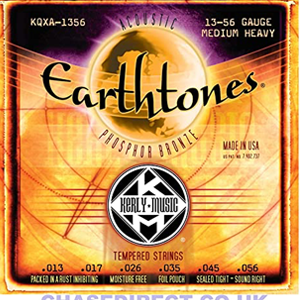 KQXA-1356
ACOUSTIC
13-56 GAUGE
MEDIUM HEAVY
Earthtones®
PHOSPHOR BRONZE
MADE IN USA
KERLY MUSIC
KM
TEMPERED STRINGS
.013 .017 .026 .035 .045 .056
PACKED IN A RUST INHIBITING MOISTURE FREE FOIL POUCH SEALED TIGHT - SOUND RIGHT
CHASEDIRECT.CO.UK